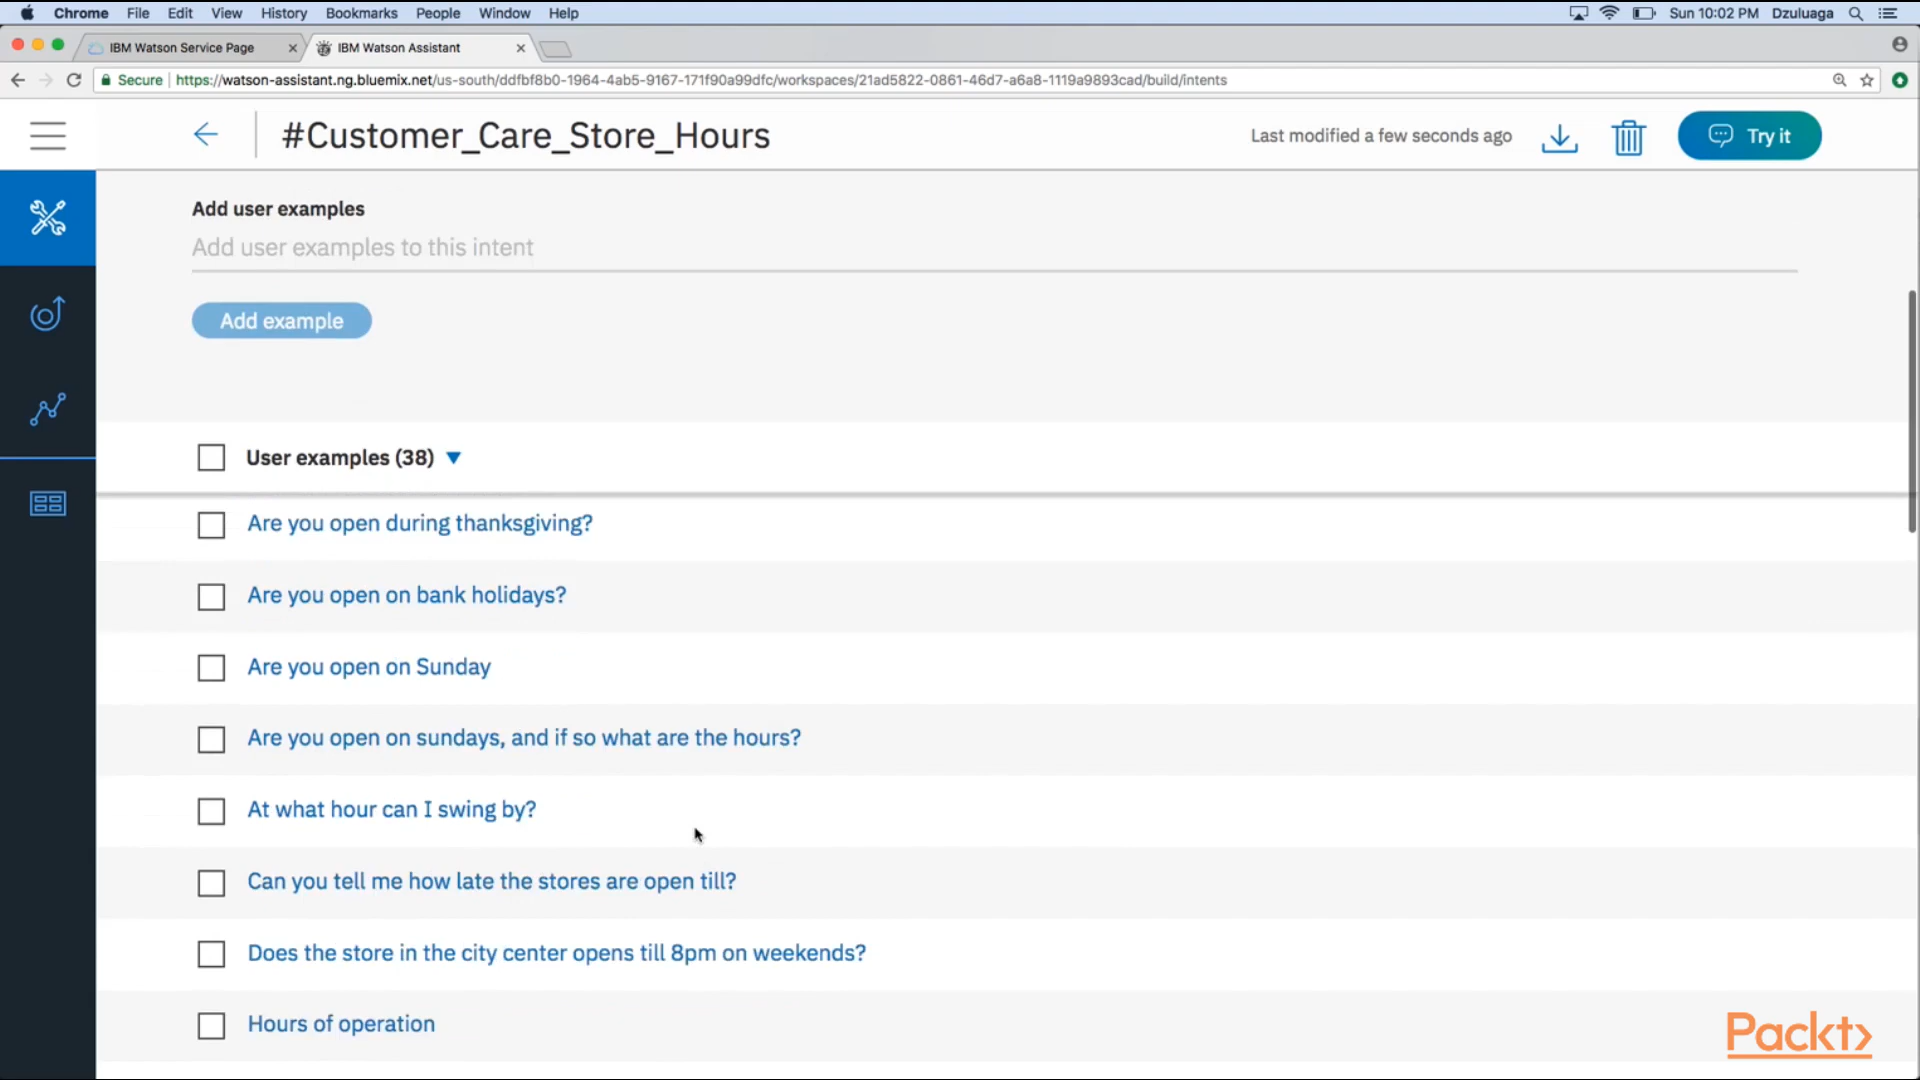 Chrome File Edit View History Bookmarks People Window Help Sun 10:02 PM Dzuluaga
IBM Watson Service Page IBM Watson Assistant
Secure https://watson-assistant.ng.bluemix.net/us-south/ddfbf8b0-1964-4ab5-9167-171f90a99dfc/workspaces/21ad5822-0861-46d7-a6a8-1119a9893cad/build/intents
#Customer_Care_Store_Hours Last modified a few seconds ago Try it
Add user examples
Add user examples to this intent
Add example
User examples (38)
Are you open during thanksgiving?
Are you open on bank holidays?
Are you open on Sunday
Are you open on sundays, and if so what are the hours?
At what hour can I swing by?
Can you tell me how late the stores are open till?
Does the store in the city center opens till 8pm on weekends?
Hours of operation
Packt>